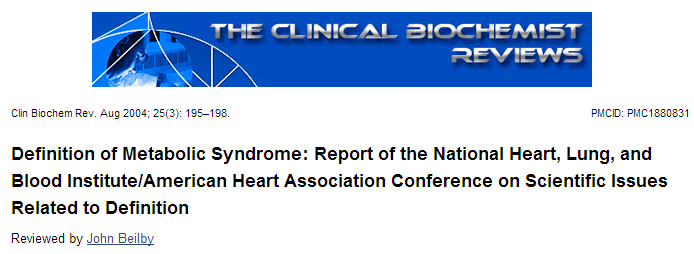 THE CLINICAL BIOCHEMIST
REVIEWS
Clin Biochem Rev. Aug 2004; 25(3): 195–198.
PMCID: PMC1880831
Definition of Metabolic Syndrome: Report of the National Heart, Lung, and
Blood Institute/American Heart Association Conference on Scientific Issues
Related to Definition
Reviewed by John Beilby